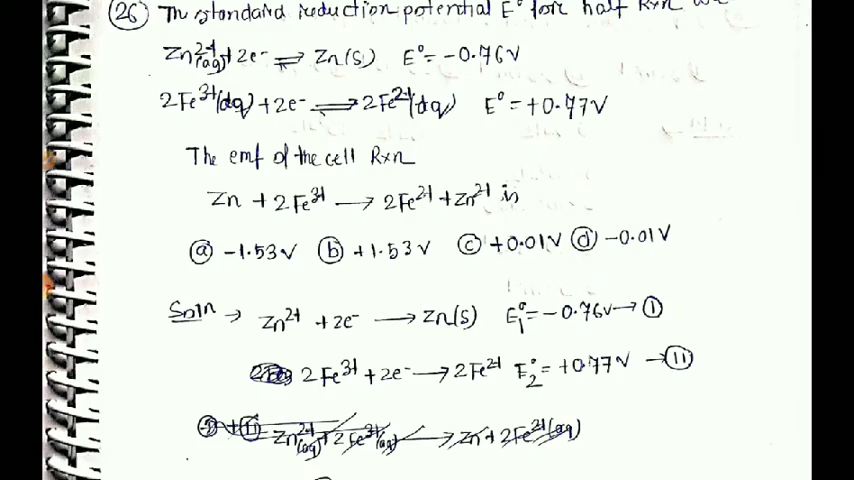 (26) The standard reduction potential E° for half Rxn are
Zn²⁺(aq) + 2e⁻ ⇌ Zn(s) E° = -0.76V
2Fe³⁺(aq) + 2e⁻ ⇌ 2Fe²⁺(aq) E° = +0.77V
The emf of the cell Rxn
Zn + 2Fe³⁺ → 2Fe²⁺ + Zn²⁺ is
(a) -1.53V (b) +1.53V (c) +0.01V (d) -0.01V
Soln → Zn²⁺ + 2e⁻ → Zn(s) E₁° = -0.76V → (I)
2Fe³⁺ + 2e⁻ → 2Fe²⁺ E₂° = +0.77V → (II)
Zn²⁺(aq) + 2Fe³⁺(aq) → Zn + 2Fe²⁺(aq)